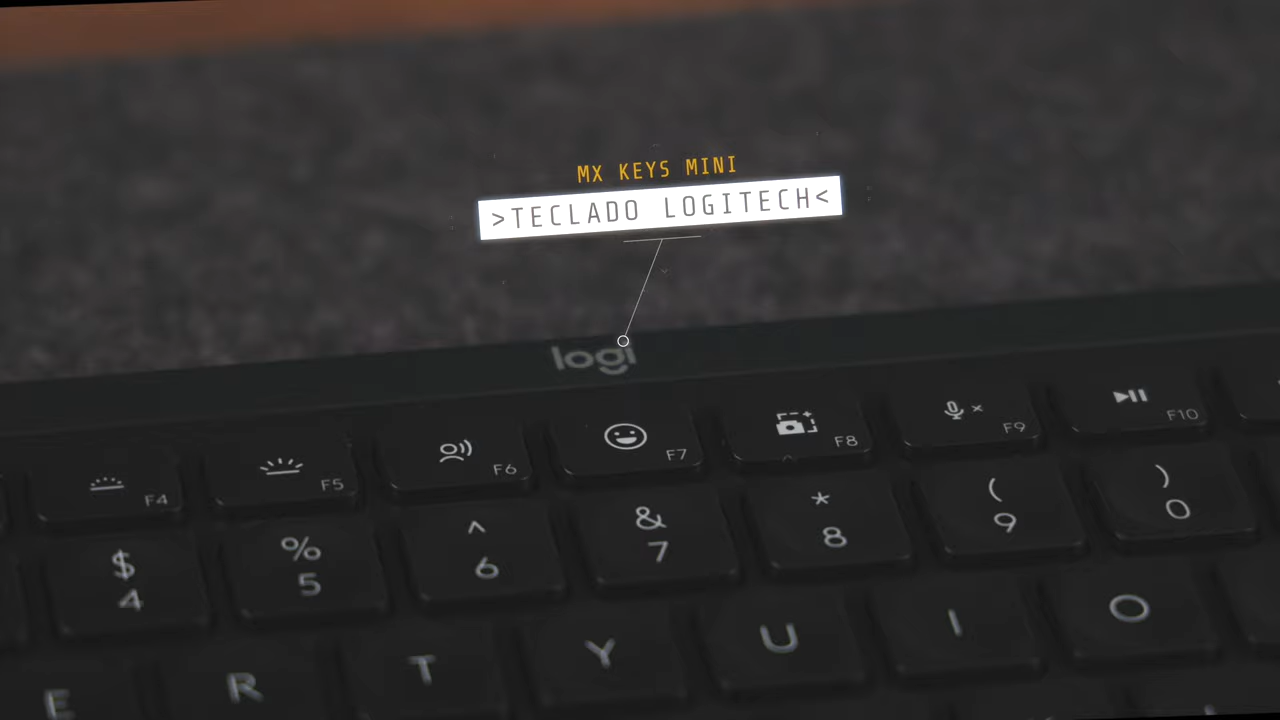 MX KEYS MINI
>TECLADO LOGITECH<
logi
F4 F5 F6 F7 F8 F9 F10
$ % ^ & * ( )
4 5 6 7 8 9 0
E R T Y U I O